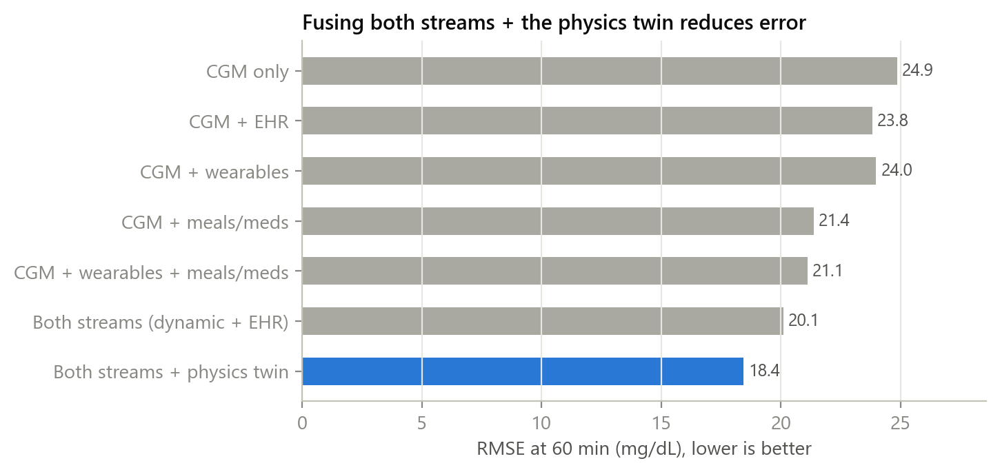 Fusing both streams + the physics twin reduces error
CGM only
24.9
CGM + EHR
23.8
CGM + wearables
24.0
CGM + meals/meds
21.4
CGM + wearables + meals/meds
21.1
Both streams (dynamic + EHR)
20.1
Both streams + physics twin
18.4
0 5 10 15 20 25
RMSE at 60 min (mg/dL), lower is better